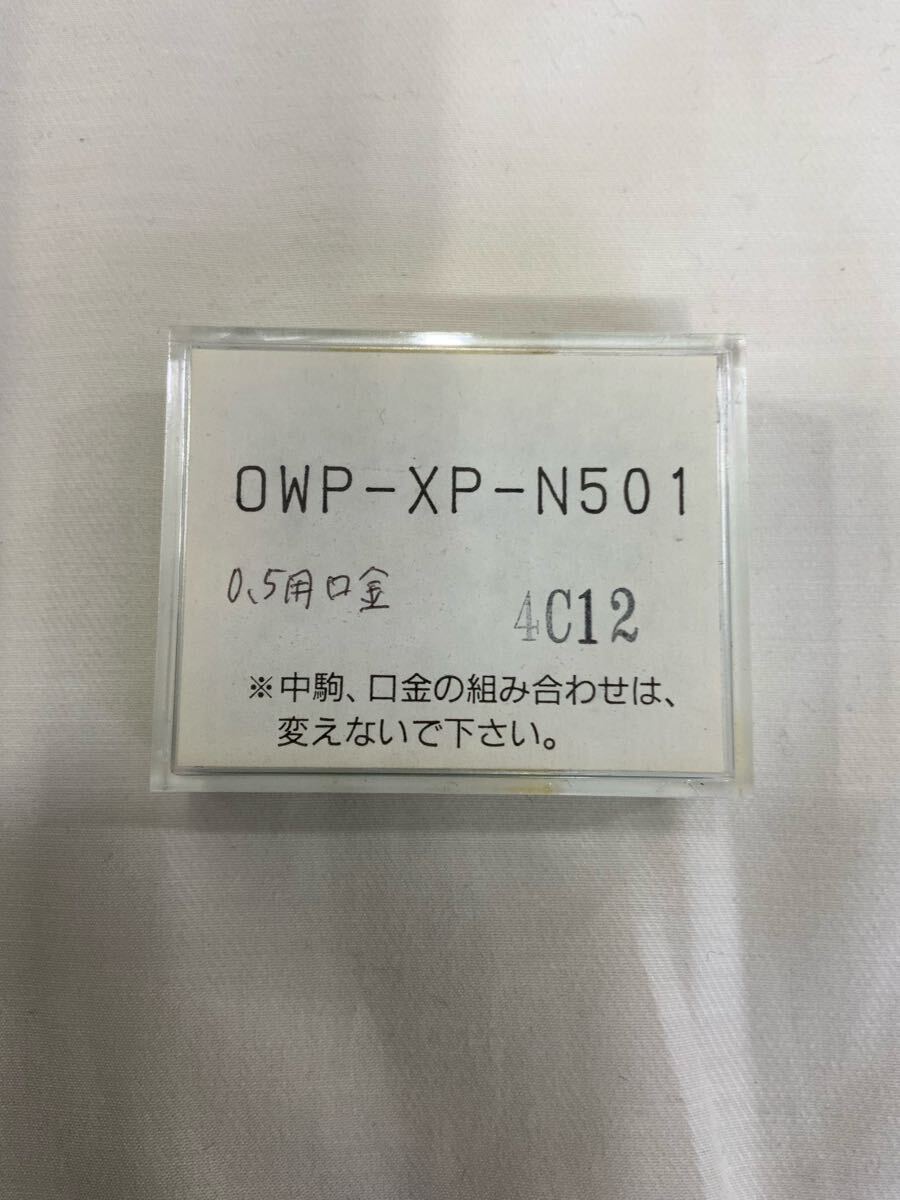 OWP-XP-N501
0.5用口金
4C12
※中駒、口金の組み合わせは、
変えないで下さい。